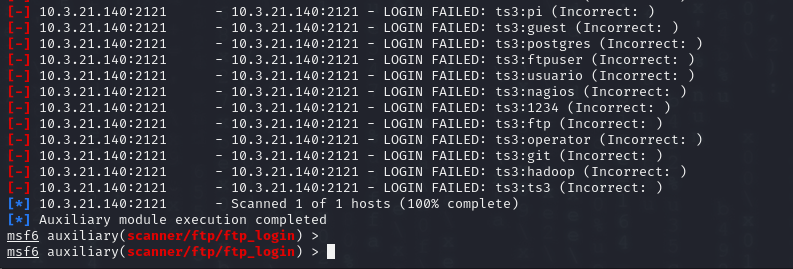 [-] 10.3.21.140:2121 - 10.3.21.140:2121 - LOGIN FAILED: ts3:pi (Incorrect: )
[-] 10.3.21.140:2121 - 10.3.21.140:2121 - LOGIN FAILED: ts3:guest (Incorrect: )
[-] 10.3.21.140:2121 - 10.3.21.140:2121 - LOGIN FAILED: ts3:postgres (Incorrect: )
[-] 10.3.21.140:2121 - 10.3.21.140:2121 - LOGIN FAILED: ts3:ftpuser (Incorrect: )
[-] 10.3.21.140:2121 - 10.3.21.140:2121 - LOGIN FAILED: ts3:usuario (Incorrect: )
[-] 10.3.21.140:2121 - 10.3.21.140:2121 - LOGIN FAILED: ts3:nagios (Incorrect: )
[-] 10.3.21.140:2121 - 10.3.21.140:2121 - LOGIN FAILED: ts3:1234 (Incorrect: )
[-] 10.3.21.140:2121 - 10.3.21.140:2121 - LOGIN FAILED: ts3:ftp (Incorrect: )
[-] 10.3.21.140:2121 - 10.3.21.140:2121 - LOGIN FAILED: ts3:operator (Incorrect: )
[-] 10.3.21.140:2121 - 10.3.21.140:2121 - LOGIN FAILED: ts3:git (Incorrect: )
[-] 10.3.21.140:2121 - 10.3.21.140:2121 - LOGIN FAILED: ts3:hadoop (Incorrect: )
[-] 10.3.21.140:2121 - 10.3.21.140:2121 - LOGIN FAILED: ts3:ts3 (Incorrect: )
[*] 10.3.21.140:2121 - Scanned 1 of 1 hosts (100% complete)
[*] Auxiliary module execution completed
msf6 auxiliary(scanner/ftp/ftp_login) >
msf6 auxiliary(scanner/ftp/ftp_login) >